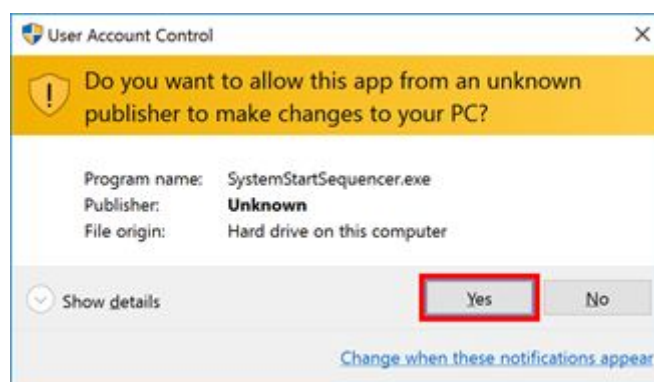 User Account Control
Do you want to allow this app from an unknown
publisher to make changes to your PC?
Program name: SystemStartSequencer.exe
Publisher: Unknown
File origin: Hard drive on this computer
Show details
Yes
No
Change when these notifications appear